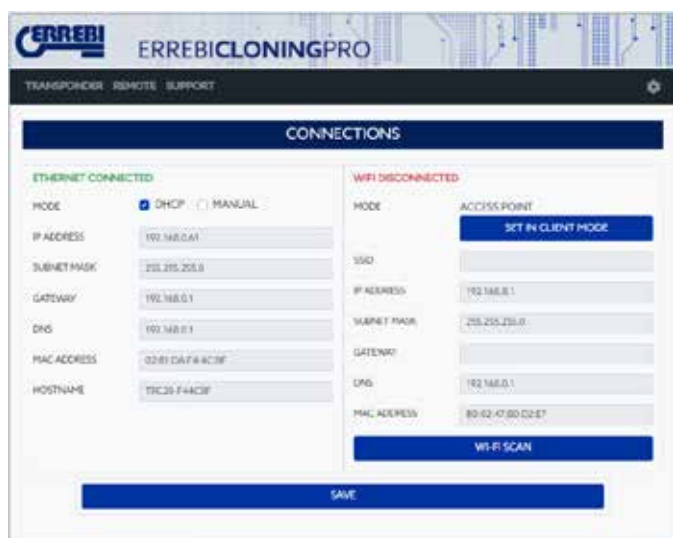 ERREBI
ERREBICLONINGPRO
TRANSPONDER REMOTE SUPPORT
CONNECTIONS
ETHERNET CONNECTED
MODE DHCP MANUAL
IP ADDRESS 192.168.0.61
SUBNET MASK 255.255.255.0
GATEWAY 192.168.0.1
DNS 192.168.0.1
MAC ADDRESS
HOSTNAME
WIFI DISCONNECTED
MODE ACCESS POINT
SET IN CLIENT MODE
SSID
IP ADDRESS 192.168.8.1
SUBNET MASK 255.255.255.0
GATEWAY
DNS 192.168.0.1
MAC ADDRESS
WI-FI SCAN
SAVE